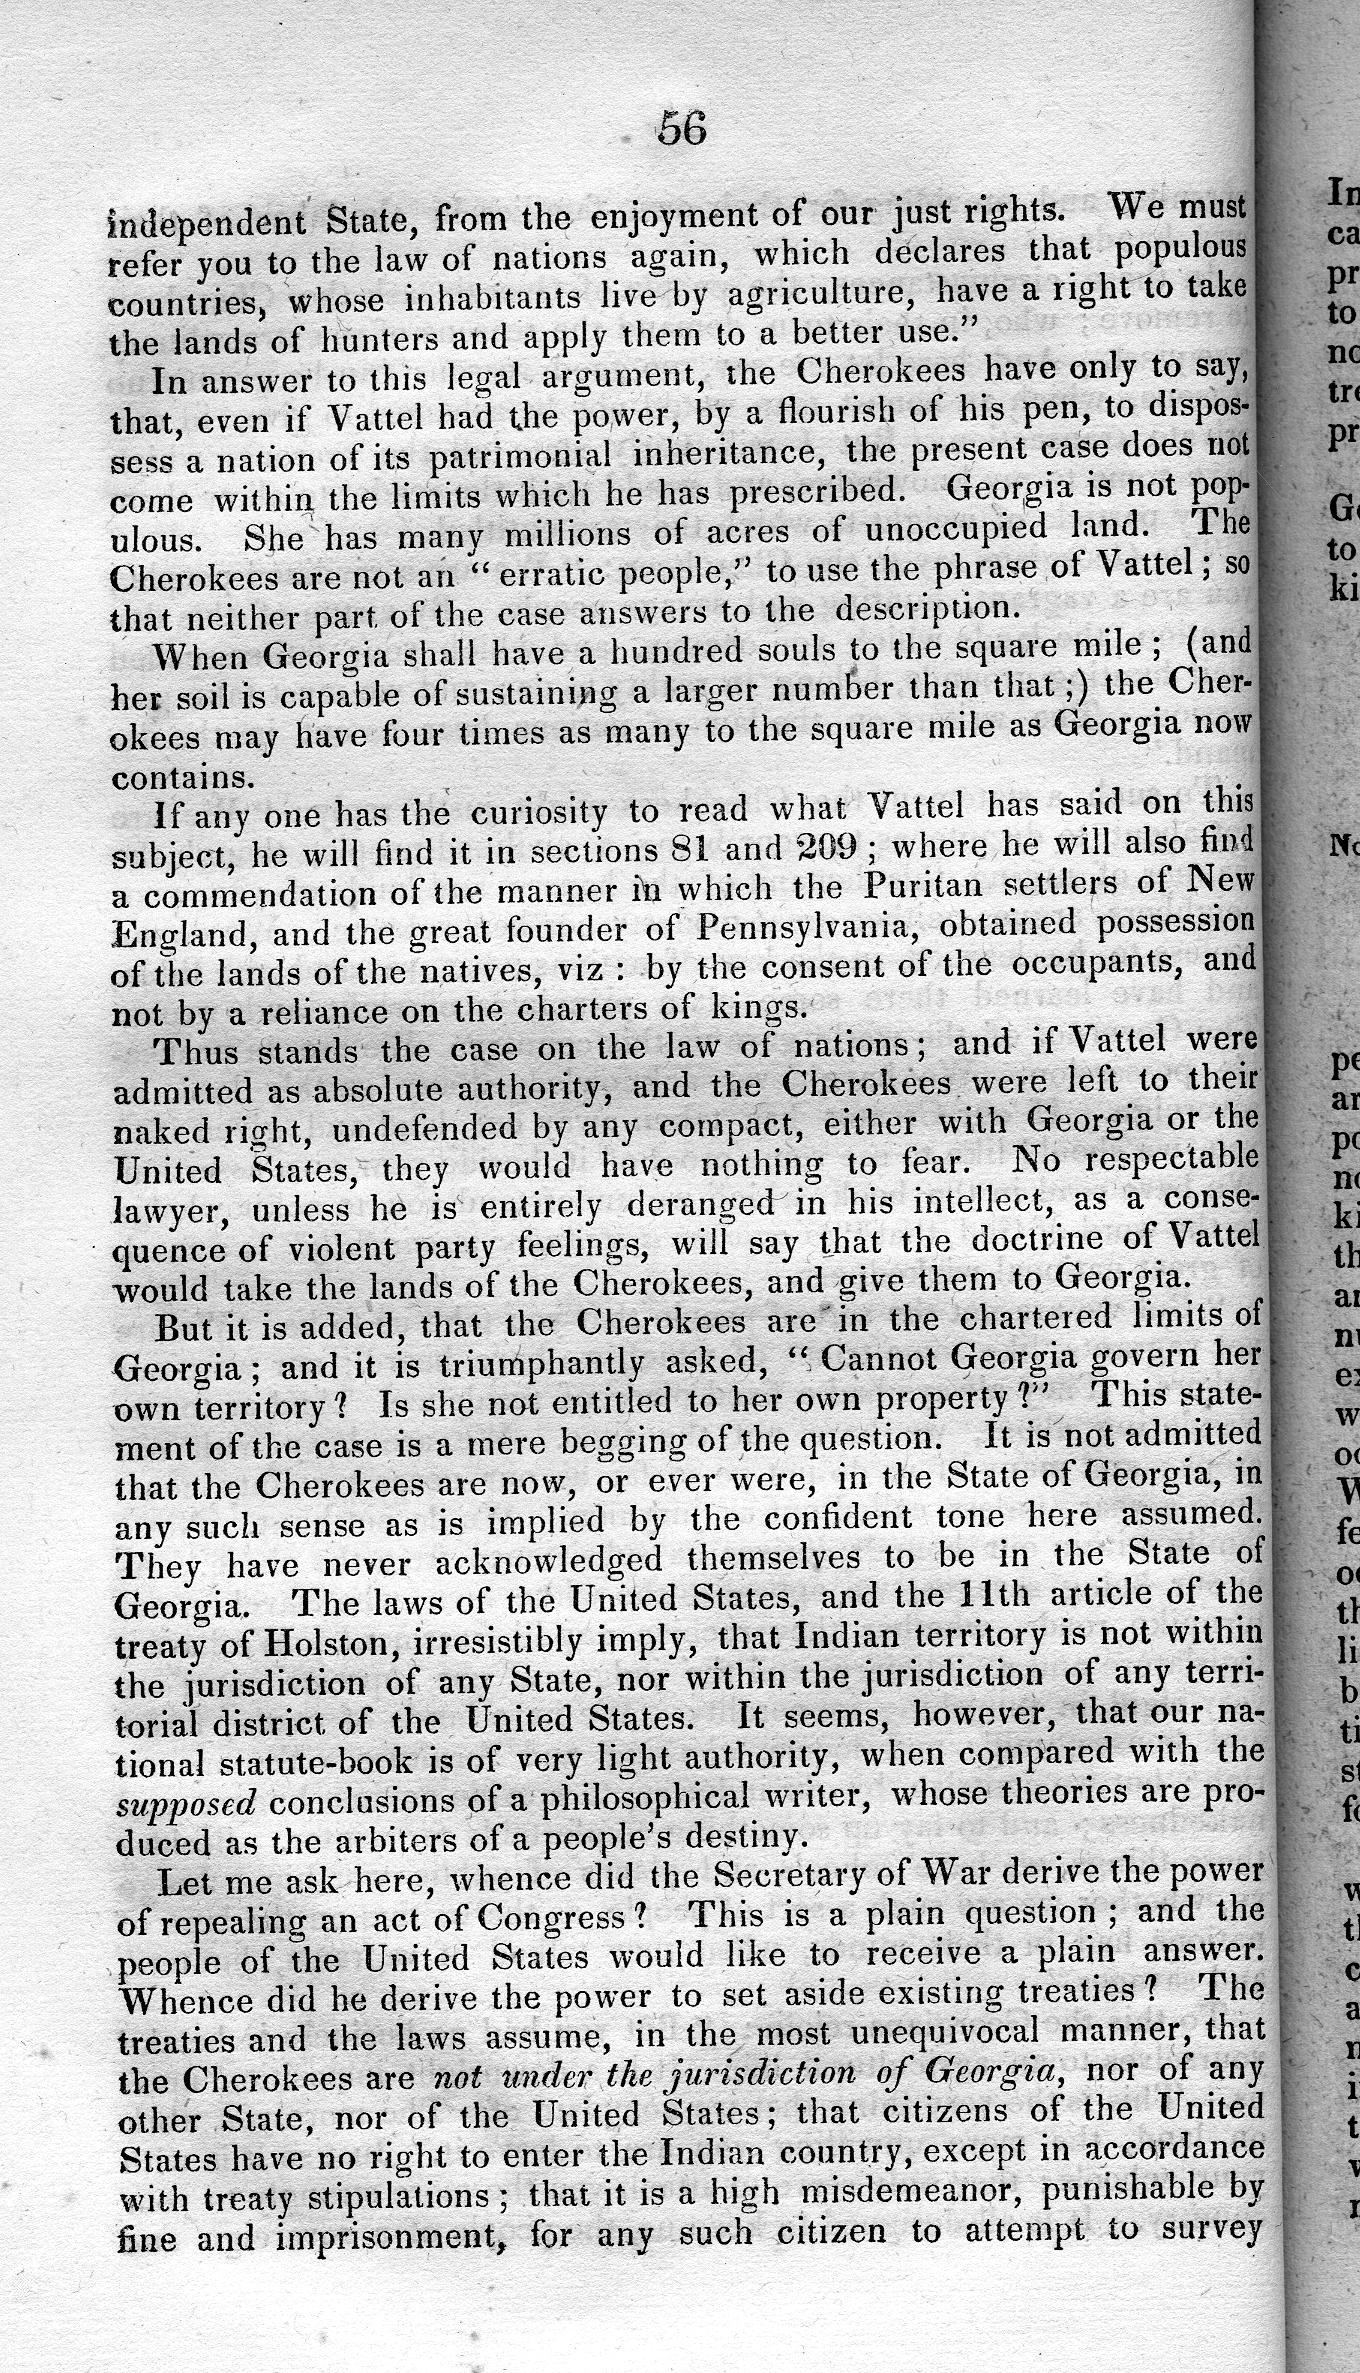 56
independent State, from the enjoyment of our just rights. We must
refer you to the law of nations again, which declares that populous
countries, whose inhabitants live by agriculture, have a right to take
the lands of hunters and apply them to a better use.”
In answer to this legal argument, the Cherokees have only to say,
that, even if Vattel had the power, by a flourish of his pen, to dispos-
sess a nation of its patrimonial inheritance, the present case does not
come within the limits which he has prescribed. Georgia is not pop-
ulous. She has many millions of acres of unoccupied land. The
Cherokees are not an “erratic people,” to use the phrase of Vattel; so
that neither part of the case answers to the description.
When Georgia shall have a hundred souls to the square mile; (and
her soil is capable of sustaining a larger number than that;) the Cher-
okees may have four times as many to the square mile as Georgia now
contains.
If any one has the curiosity to read what Vattel has said on this
subject, he will find it in sections 81 and 209; where he will also find
a commendation of the manner in which the Puritan settlers of New
England, and the great founder of Pennsylvania, obtained possession
of the lands of the natives, viz: by the consent of the occupants, and
not by a reliance on the charters of kings.
Thus stands the case on the law of nations; and if Vattel were
admitted as absolute authority, and the Cherokees were left to their
naked right, undefended by any compact, either with Georgia or the
United States, they would have nothing to fear. No respectable
lawyer, unless he is entirely deranged in his intellect, as a conse-
quence of violent party feelings, will say that the doctrine of Vattel
would take the lands of the Cherokees, and give them to Georgia.
But it is added, that the Cherokees are in the chartered limits of
Georgia; and it is triumphantly asked, “Cannot Georgia govern her
own territory? Is she not entitled to her own property?” This state-
ment of the case is a mere begging of the question. It is not admitted
that the Cherokees are now, or ever were, in the State of Georgia, in
any such sense as is implied by the confident tone here assumed.
They have never acknowledged themselves to be in the State of
Georgia. The laws of the United States, and the 11th article of the
treaty of Holston, irresistibly imply, that Indian territory is not within
the jurisdiction of any State, nor within the jurisdiction of any terri-
torial district of the United States. It seems, however, that our na-
tional statute-book is of very light authority, when compared with the
supposed conclusions of a philosophical writer, whose theories are pro-
duced as the arbiters of a people’s destiny.
Let me ask here, whence did the Secretary of War derive the power
of repealing an act of Congress? This is a plain question; and the
people of the United States would like to receive a plain answer.
Whence did he derive the power to set aside existing treaties? The
treaties and the laws assume, in the most unequivocal manner, that
the Cherokees are not under the jurisdiction of Georgia, nor of any
other State, nor of the United States; that citizens of the United
States have no right to enter the Indian country, except in accordance
with treaty stipulations; that it is a high misdemeanor, punishable by
fine and imprisonment, for any such citizen to attempt to survey